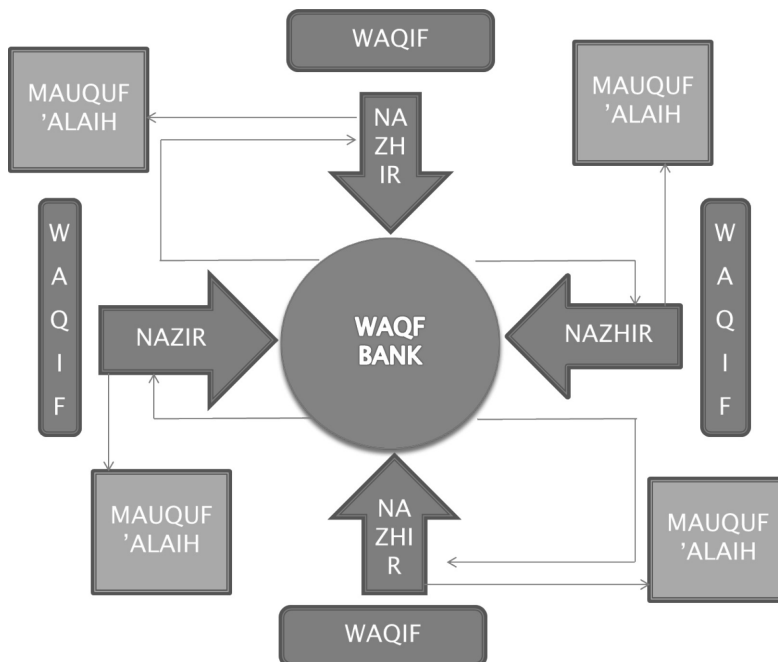 WAQIF
MAUQUF
’ALAIH
NA
ZH
IR
MAUQUF
’ALAIH
W
A
Q
I
F
NAZIR
WAQF
BANK
NAZHIR
W
A
Q
I
F
MAUQUF
’ALAIH
NA
ZHI
R
MAUQUF
’ALAIH
WAQIF